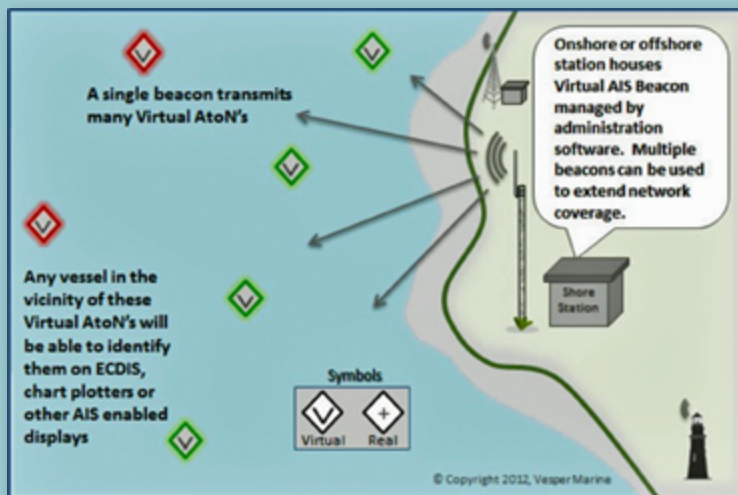 A single beacon transmits
many Virtual AtoN's
Onshore or offshore
station houses
Virtual AIS Beacon
managed by
administration
software. Multiple
beacons can be used
to extend network
coverage.
Any vessel in the
vicinity of these
Virtual AtoN's will
be able to identify
them on ECDIS,
chart plotters or
other AIS enabled
displays
Shore
Station
Symbols
Virtual Real
© Copyright 2012, Vesper Marine